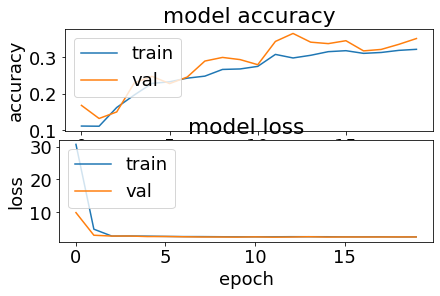 model accuracy
accuracy
0.3
0.2
0.1
train
val
model loss
loss
30
20
10
train
val
0 5 10 15
epoch